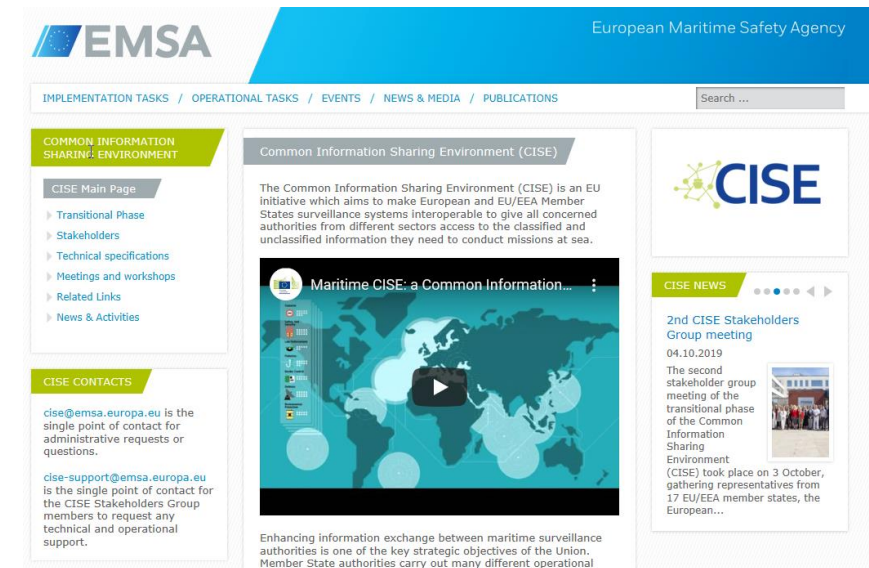 EMSA
European Maritime Safety Agency
IMPLEMENTATION TASKS / OPERATIONAL TASKS / EVENTS / NEWS & MEDIA / PUBLICATIONS
Search ...
COMMON INFORMATION
SHARING ENVIRONMENT
CISE Main Page
Transitional Phase
Stakeholders
Technical specifications
Meetings and workshops
Related Links
News & Activities
CISE CONTACTS
cise@emsa.europa.eu is the
single point of contact for
administrative requests or
questions.
cise-support@emsa.europa.eu
is the single point of contact for
the CISE Stakeholders Group
members to request any
technical and operational
support.
Common Information Sharing Environment (CISE)
The Common Information Sharing Environment (CISE) is an EU
initiative which aims to make European and EU/EEA Member
States surveillance systems interoperable to give all concerned
authorities from different sectors access to the classified and
unclassified information they need to conduct missions at sea.
Maritime CISE: a Common Information...
Enhancing information exchange between maritime surveillance
authorities is one of the key strategic objectives of the Union.
Member State authorities carry out many different operational
CISE
CISE NEWS
2nd CISE Stakeholders
Group meeting
04.10.2019
The second
stakeholder group
meeting of the
transitional phase
of the Common
Information
Sharing
Environment
(CISE) took place on 3 October,
gathering representatives from
17 EU/EEA member states, the
European...